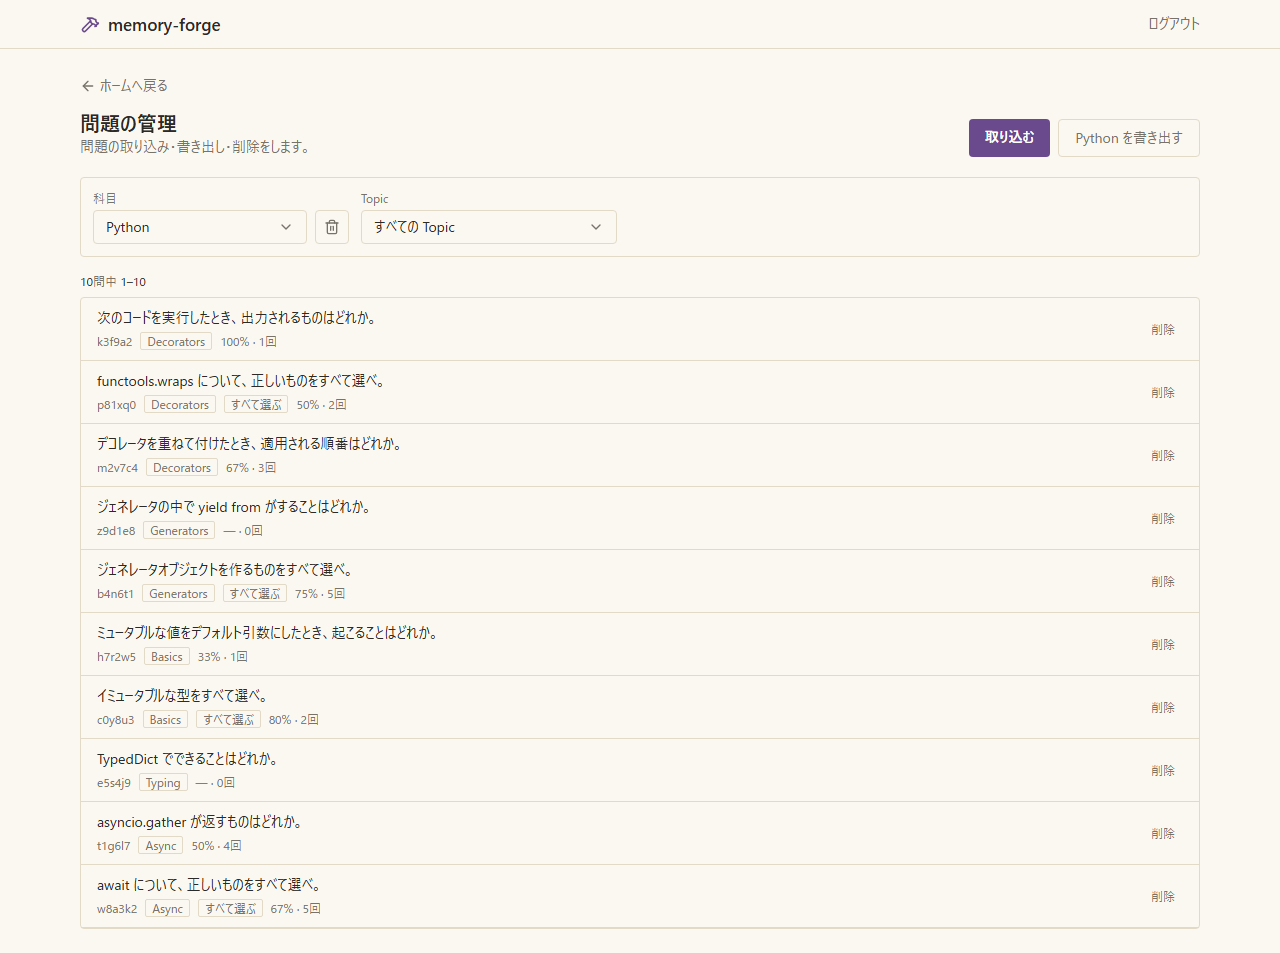 memory-forge
ログアウト
ホームへ戻る
問題の管理
問題の取り込み・書き出し・削除をします。
取り込む
Python を書き出す
科目
Topic
Python
すべての Topic
10問中 1–10
次のコードを実行したとき、出力されるものはどれか。
k3f9a2 Decorators 100% · 1回
削除
functools.wraps について、正しいものをすべて選べ。
p81xq0 Decorators すべて選ぶ 50% · 2回
削除
デコレータを重ねて付けたとき、適用される順番はどれか。
m2v7c4 Decorators 67% · 3回
削除
ジェネレータの中で yield from がすることはどれか。
z9d1e8 Generators — · 0回
削除
ジェネレータオブジェクトを作るものをすべて選べ。
b4n6t1 Generators すべて選ぶ 75% · 5回
削除
ミュータブルな値をデフォルト引数にしたとき、起こることはどれか。
h7r2w5 Basics 33% · 1回
削除
イミュータブルな型をすべて選べ。
c0y8u3 Basics すべて選ぶ 80% · 2回
削除
TypedDict でできることはどれか。
e5s4j9 Typing — · 0回
削除
asyncio.gather が返すものはどれか。
t1g6l7 Async 50% · 4回
削除
await について、正しいものをすべて選べ。
w8a3k2 Async すべて選ぶ 67% · 5回
削除